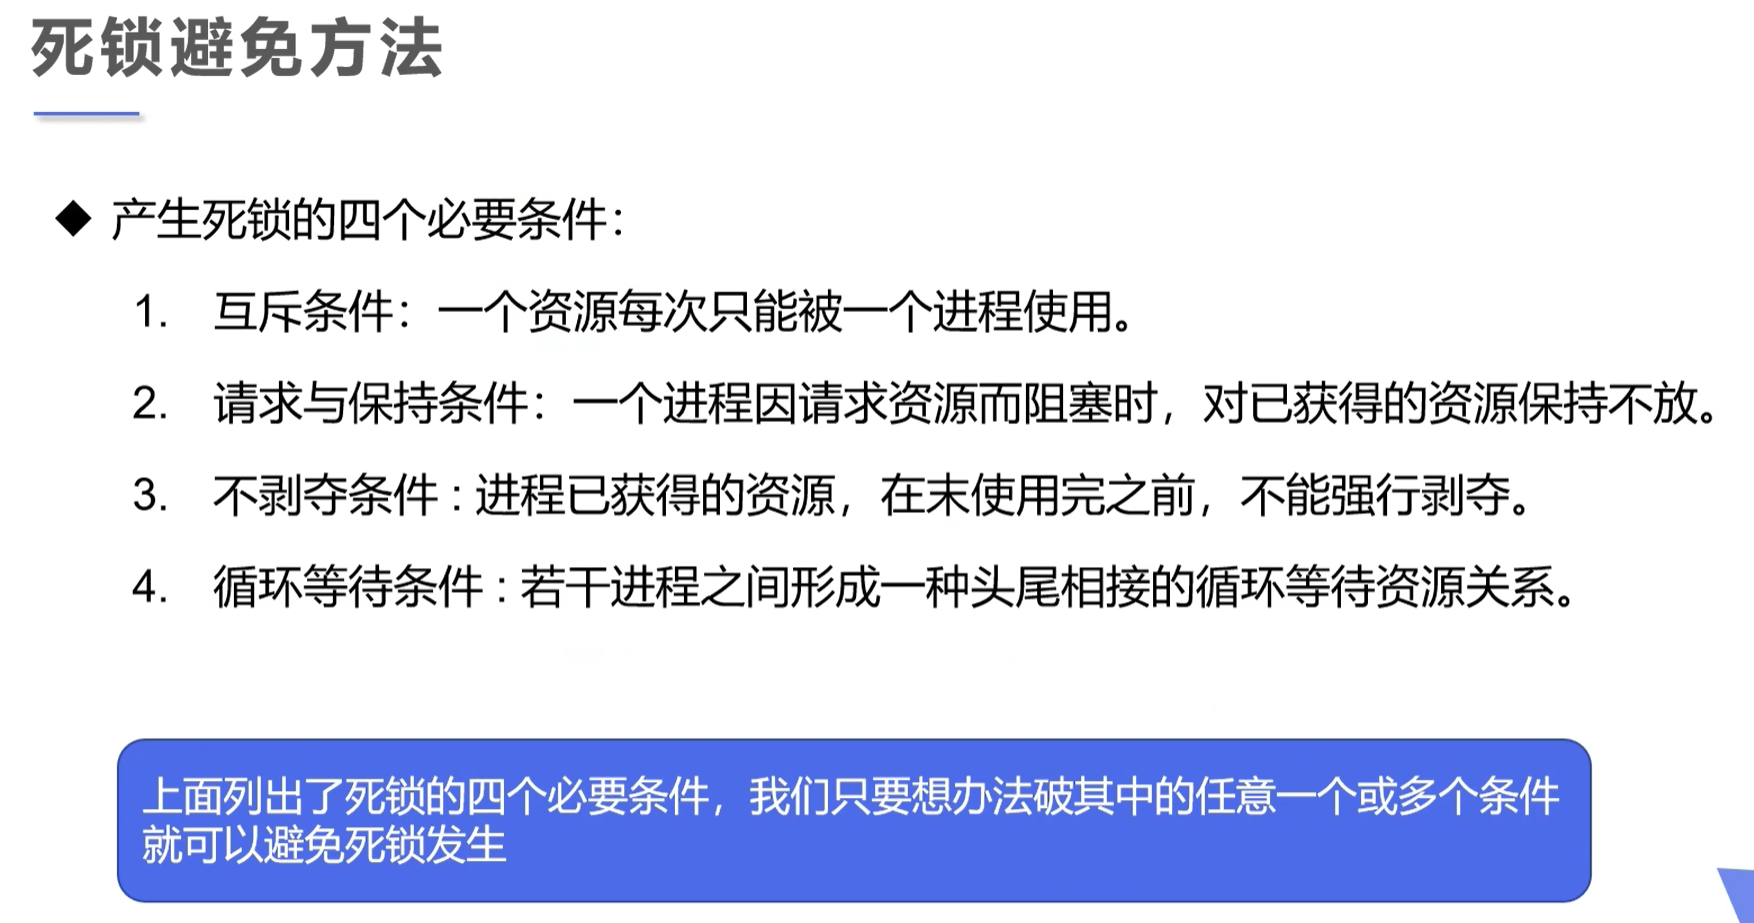 死锁避免方法
◆ 产生死锁的四个必要条件：
1. 互斥条件：一个资源每次只能被一个进程使用。
2. 请求与保持条件：一个进程因请求资源而阻塞时，对已获得的资源保持不放。
3. 不剥夺条件 : 进程已获得的资源，在末使用完之前，不能强行剥夺。
4. 循环等待条件 : 若干进程之间形成一种头尾相接的循环等待资源关系。
上面列出了死锁的四个必要条件，我们只要想办法破其中的任意一个或多个条件
就可以避免死锁发生